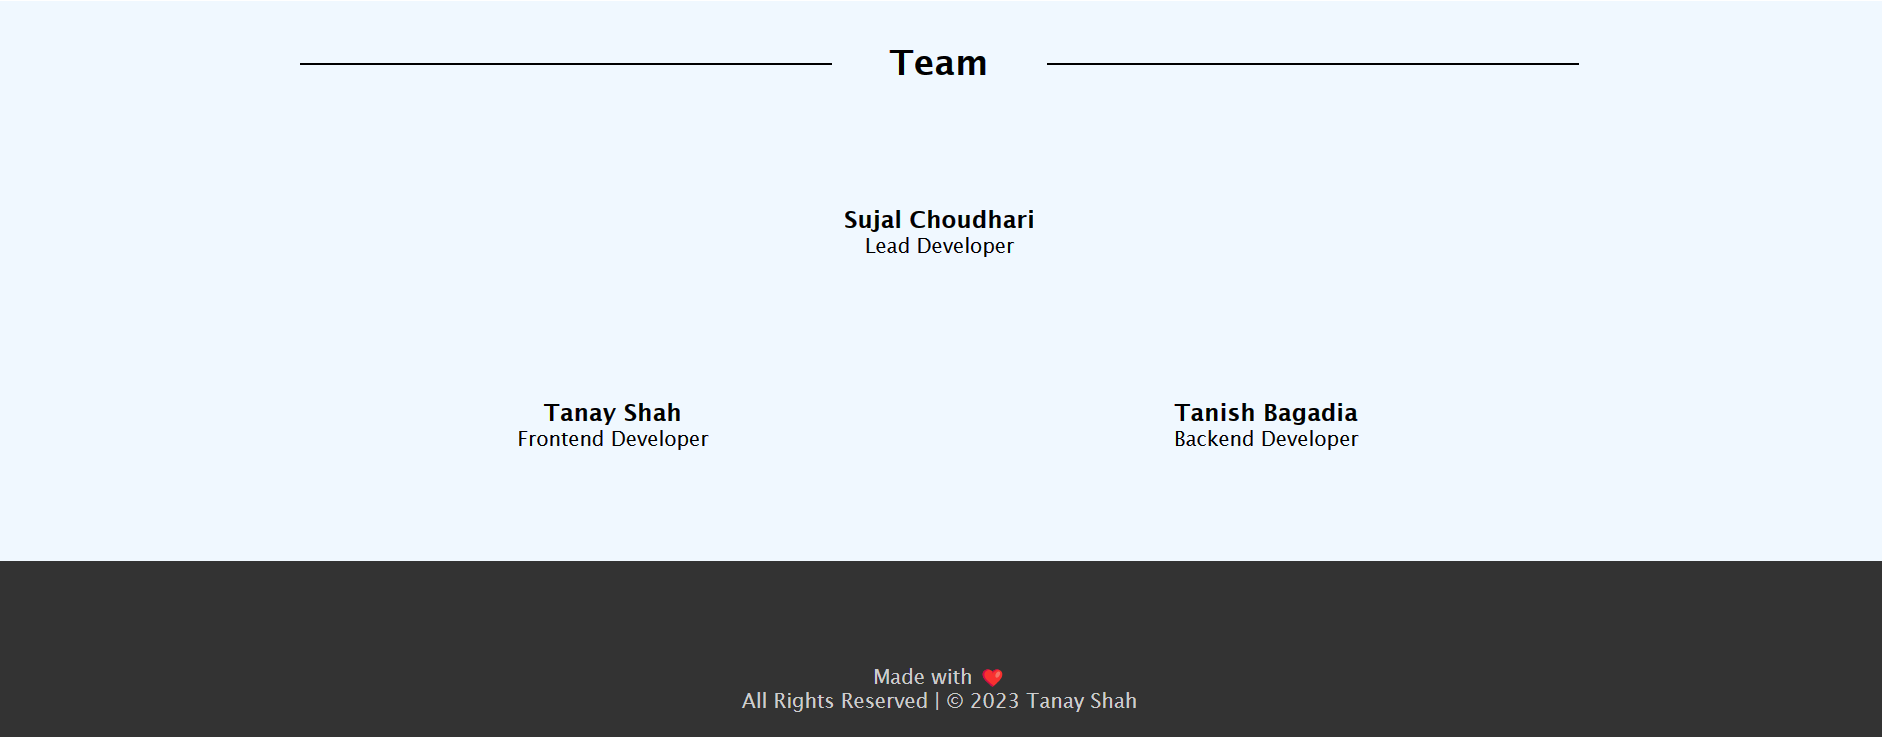 Team
Sujal Choudhari
Lead Developer
Tanay Shah
Frontend Developer
Tanish Bagadia
Backend Developer
Made with ❤️
All Rights Reserved | © 2023 Tanay Shah